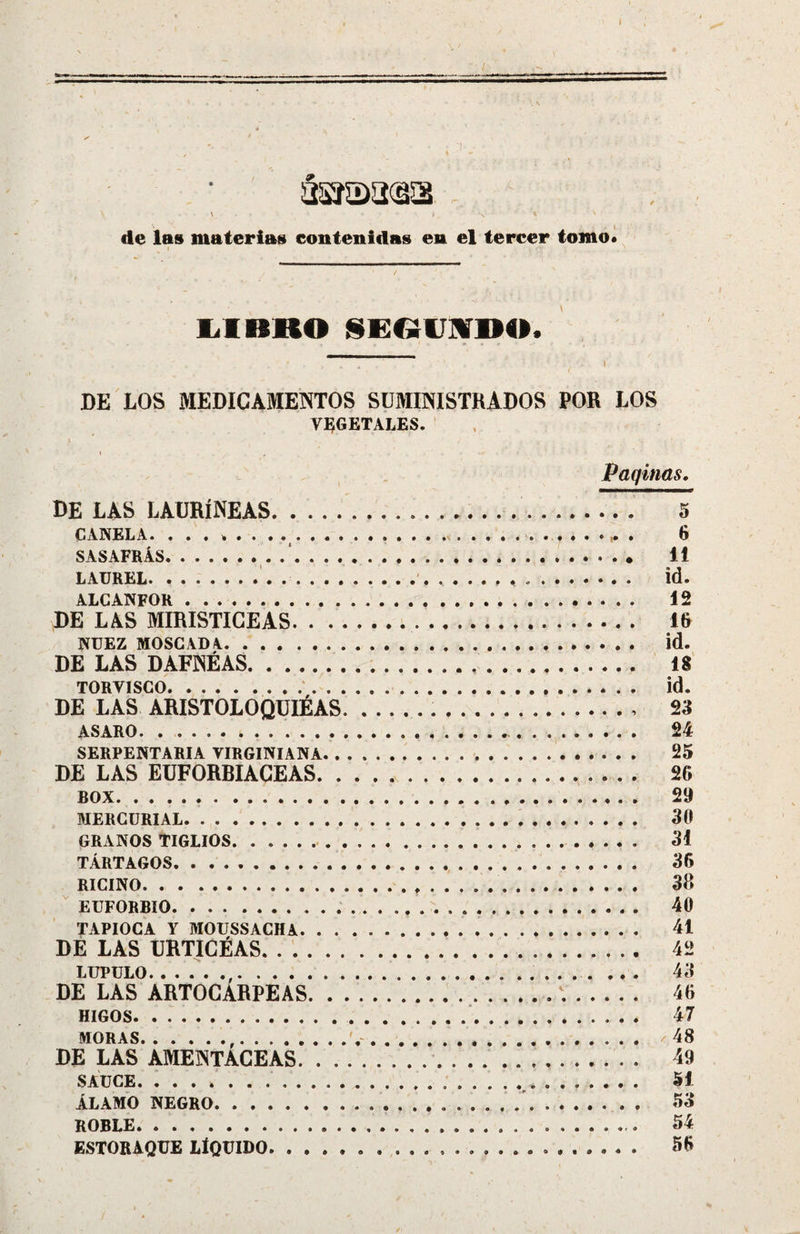 ÍNDICE
de las materias contenidas en el tercer tomo.
LIBRO SEGUNDO.
DE LOS MEDICAMENTOS SUMINISTRADOS POR LOS
VEGETALES.
Paginas.
DE LAS LAURÍNEAS. . . . . . . . . . 5
CANELA. . . . . . . . . . 6
SASAFRÁS. . . . . . . . . . 11
LAUREL. . . . . . . . . . id.
ALCANFOR . . . . . . . . . . 12
DE LAS MIRISTICEAS. . . . . . . . . . 16
NUEZ MOSCADA. . . . . . . . . . id.
DE LAS DAFNÉAS. . . . . . . . . . 18
TORVISCO. . . . . . . . . . id.
DE LAS ARISTOLOQUIÉAS. . . . . . . . . . 23
ASARO. . . . . . . . . . 24
SERPENTARIA VIRGINIANA. . . . . . . . . . 25
DE LAS EUFORBIACEAS. . . . . . . . . . 26
BOX. . . . . . . . . . 29
MERCURIAL. . . . . . . . . . 30
GRANOS TIGLIOS. . . . . . . . . . 31
TÁRTAGOS. . . . . . . . . . 36
RICINO. . . . . . . . . . 38
EUFORBIO. . . . . . . . . . 40
TAPIOCA Y MOUSSACHA. . . . . . . . . . 41
DE LAS URTICÉAS. . . . . . . . . . 42
LUPULO. . . . . . . . . . 43
DE LAS ARTOCÁRPEAS. . . . . . . . . . 46
HIGOS. . . . . . . . . . 47
MORAS. . . . . . . . . . 48
DE LAS AMENTÁCEAS. . . . . . . . . . 49
SAUCE. . . . . . . . . . 51
ÁLAMO NEGRO. . . . . . . . . . 53
ROBLE. . . . . . . . . . 54
ESTORAQUE LÍQUIDO. . . . . . . . . . 56